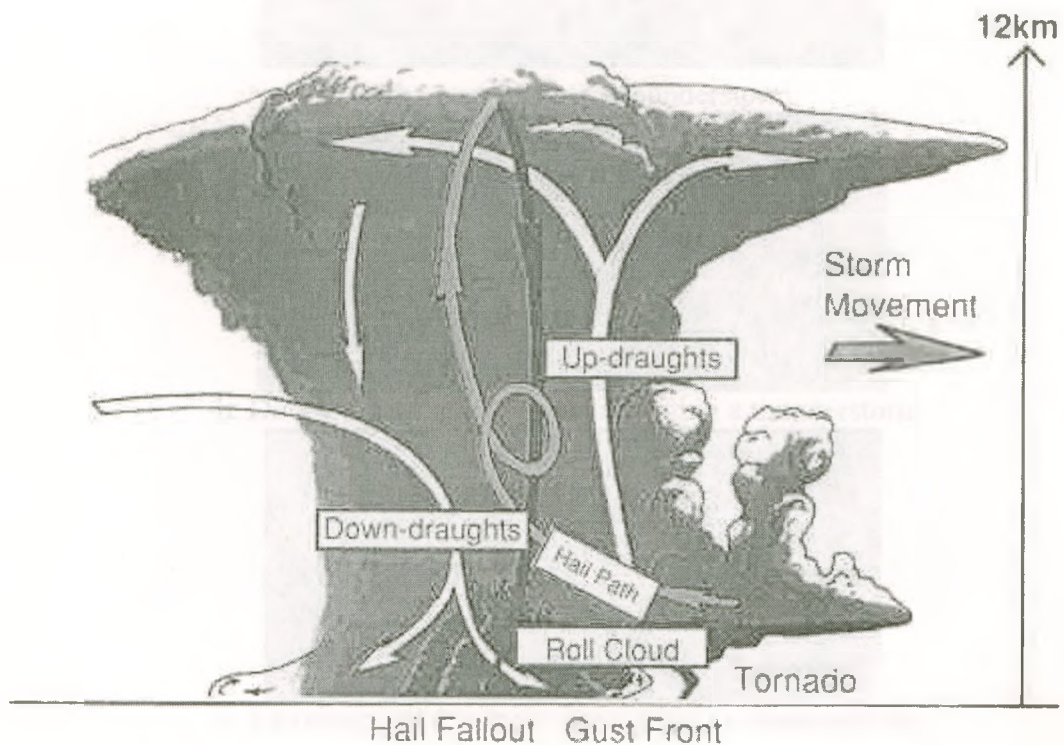 12km
Storm
Movement
Up-draughts
Down-draughts
Hail Path
Roll Cloud
Tornado
Hail Fallout Gust Front